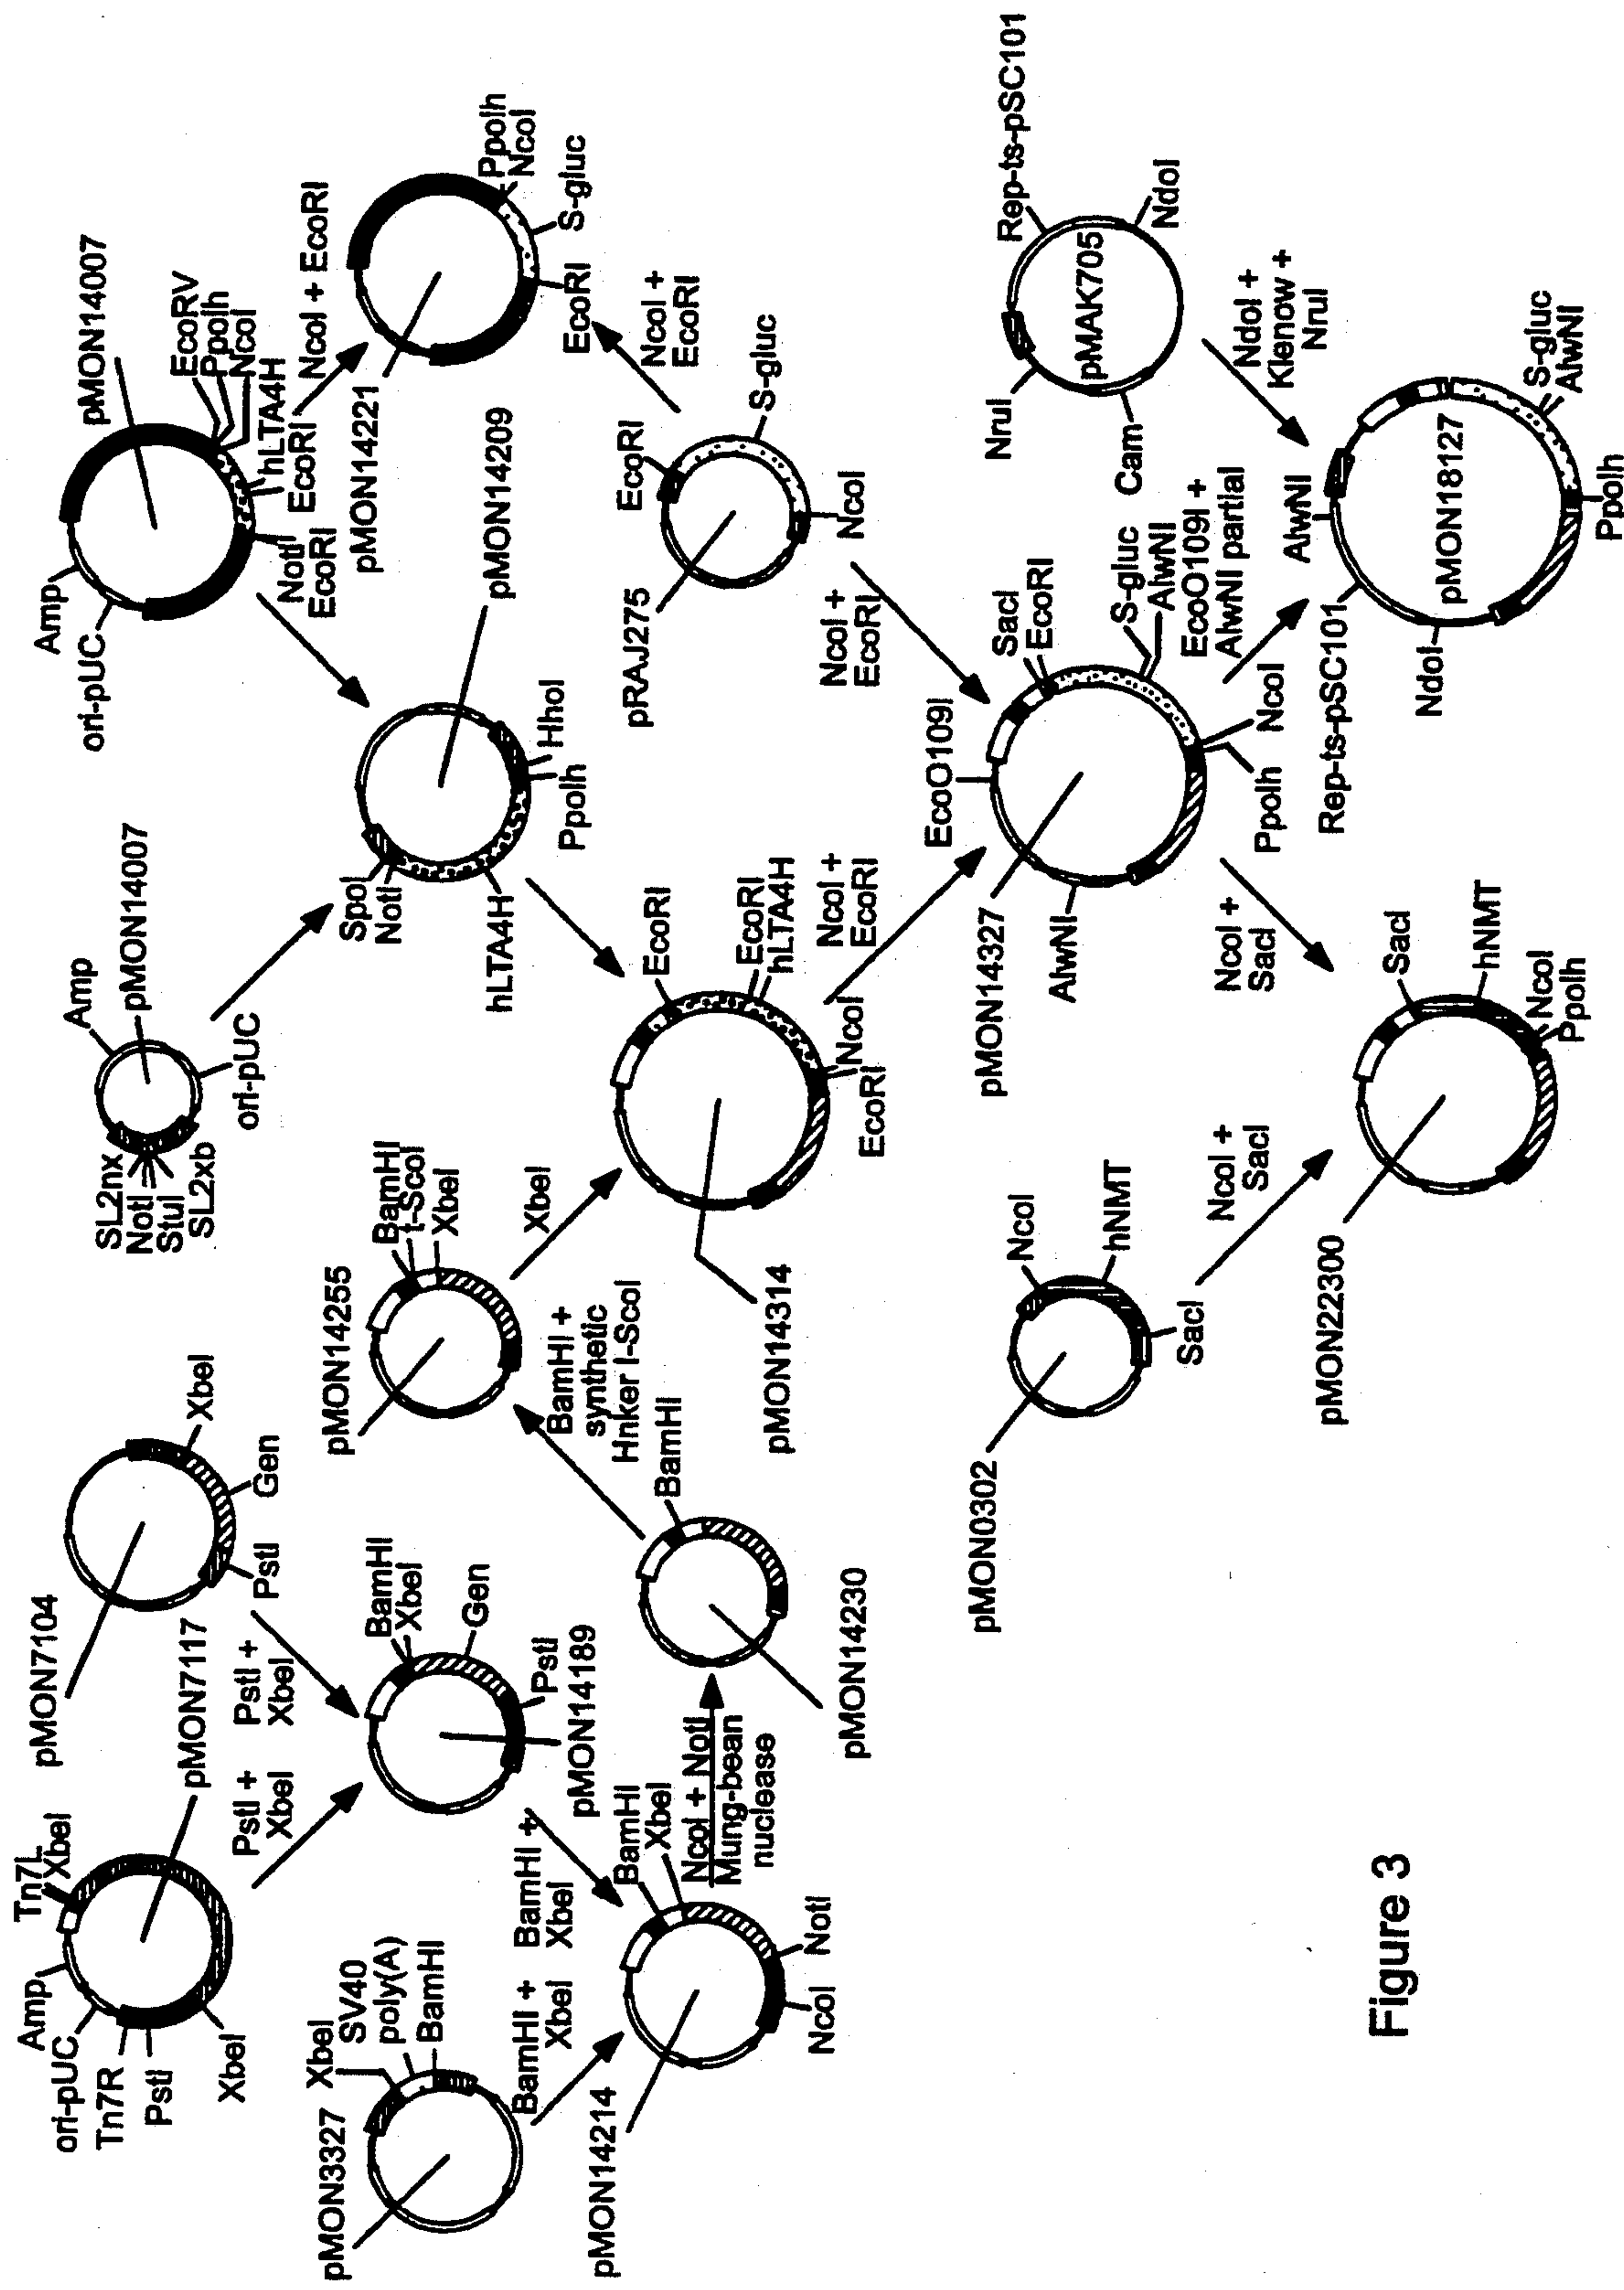 Amp
ori-pUC
Tn7R
PstI
XbeI
Tn7L
XbeI
pMON7117
pMON7104
XbeI
Gen
PstI
SL2nx
NotI
StuI
SL2xb
Amp
pMON14007
ori-pUC
Amp
ori-pUC
pMON14007
EcoRV
Ppolh
NcoI
hLTA4H
EcoRI
NotI
EcoRI
PstI +
XbeI
PstI +
XbeI
NcoI + EcoRI
pMON3327
XbeI
SV40
poly(A)
BamHI
BamHI
XbeI
Gen
PstI
pMON14189
pMON14255
BamHI
I-ScoI
XbeI
SpoI
NotI
hLTA4H
Ppolh
HhoI
pMON14209
pMON14221
Ppolh
NcoI
S-gluc
EcoRI
BamHI +
XbeI
BamHI +
XbeI
BamHI +
synthetic
Hnker I-ScoI
XbeI
NcoI +
EcoRI
pMON14214
BamHI
XbeI
NotI
NcoI
NcoI + NotI
Mung-bean
nuclease
BamHI
pMON14230
pMON14314
EcoRI
EcoRI
hLTA4H
NcoI
EcoRI
pRAJ275
EcoRI
S-gluc
NcoI
NcoI +
EcoRI
NcoI +
EcoRI
pMON0302
NcoI
hNMT
SacI
pMON14327
AlwNI
EcoO109I
SacI
EcoRI
S-gluc
AlwNI
EcoO109I +
AlwNI partial
NcoI
Ppolh
NruI
Cam
Rep-ts-pSC101
pMAK705
NdoI
NcoI +
SacI
NcoI +
SacI
NdoI +
Klenow +
NruI
pMON22300
SacI
hNMT
NcoI
Ppolh
Rep-ts-pSC101
AlwNI
NdoI
pMON18127
S-gluc
AlwNI
Ppolh
Figure 3